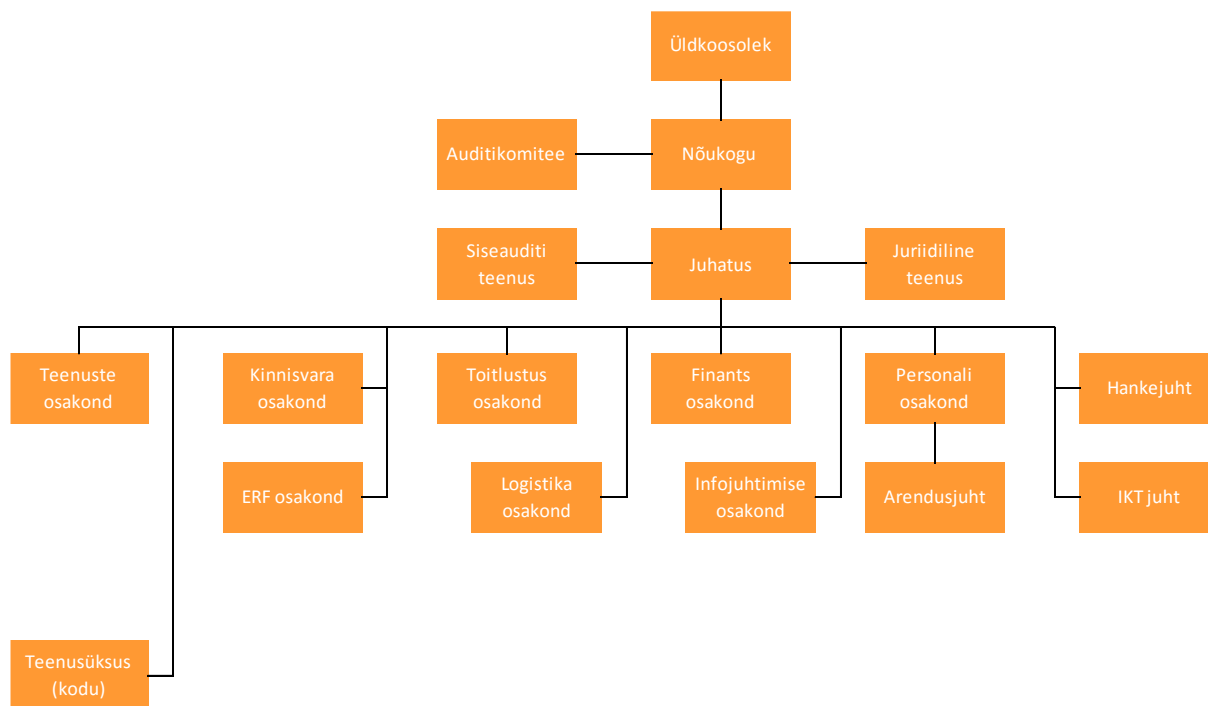 Üldkoosolek
Auditikomitee
Nõukogu
Siseauditi
teenus
Juhatus
Juriidiline
teenus
Teenuste
osakond
Kinnisvara
osakond
Toitlustus
osakond
Finants
osakond
Personali
osakond
Hankejuht
ERF osakond
Logistika
osakond
Infojuhtimise
osakond
Arendusjuht
IKT juht
Teenusüksus
(kodu)